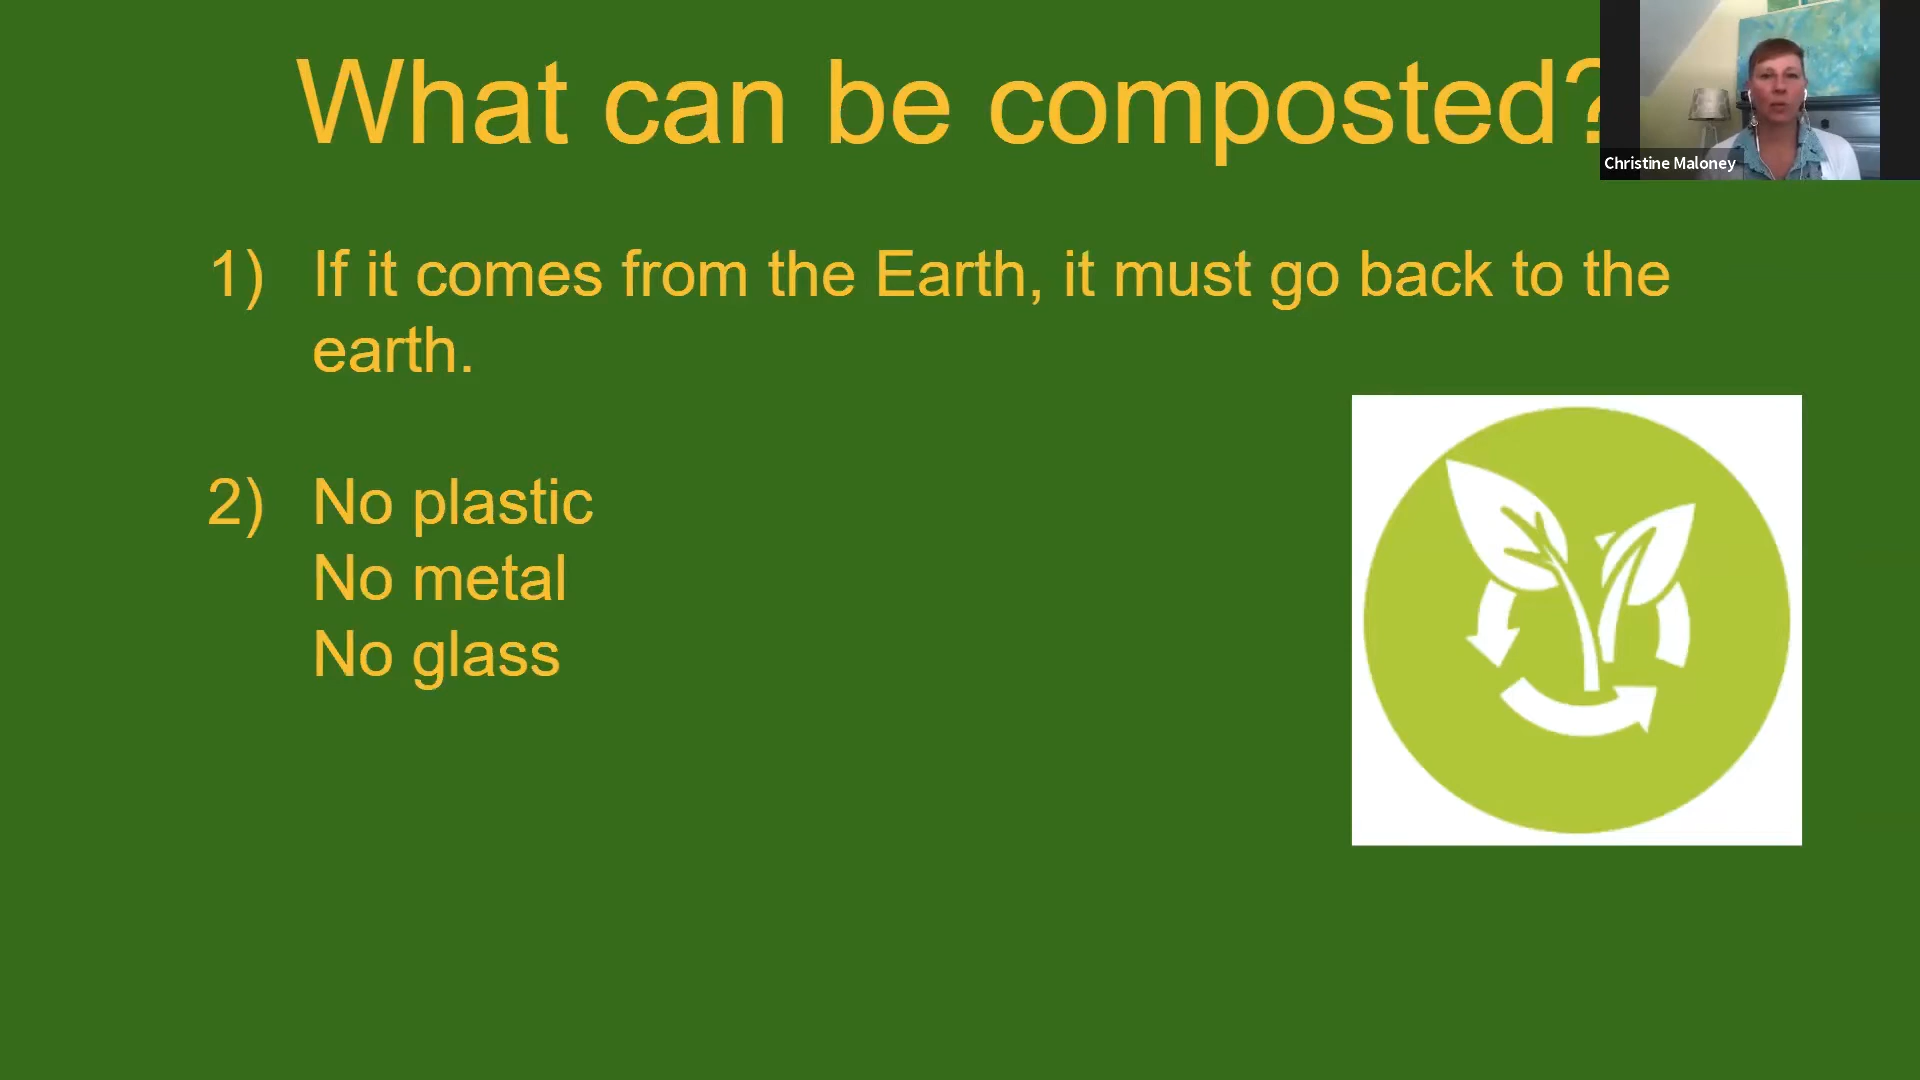 What can be composted?
Christine Maloney
1) If it comes from the Earth, it must go back to the
earth.
2) No plastic
No metal
No glass